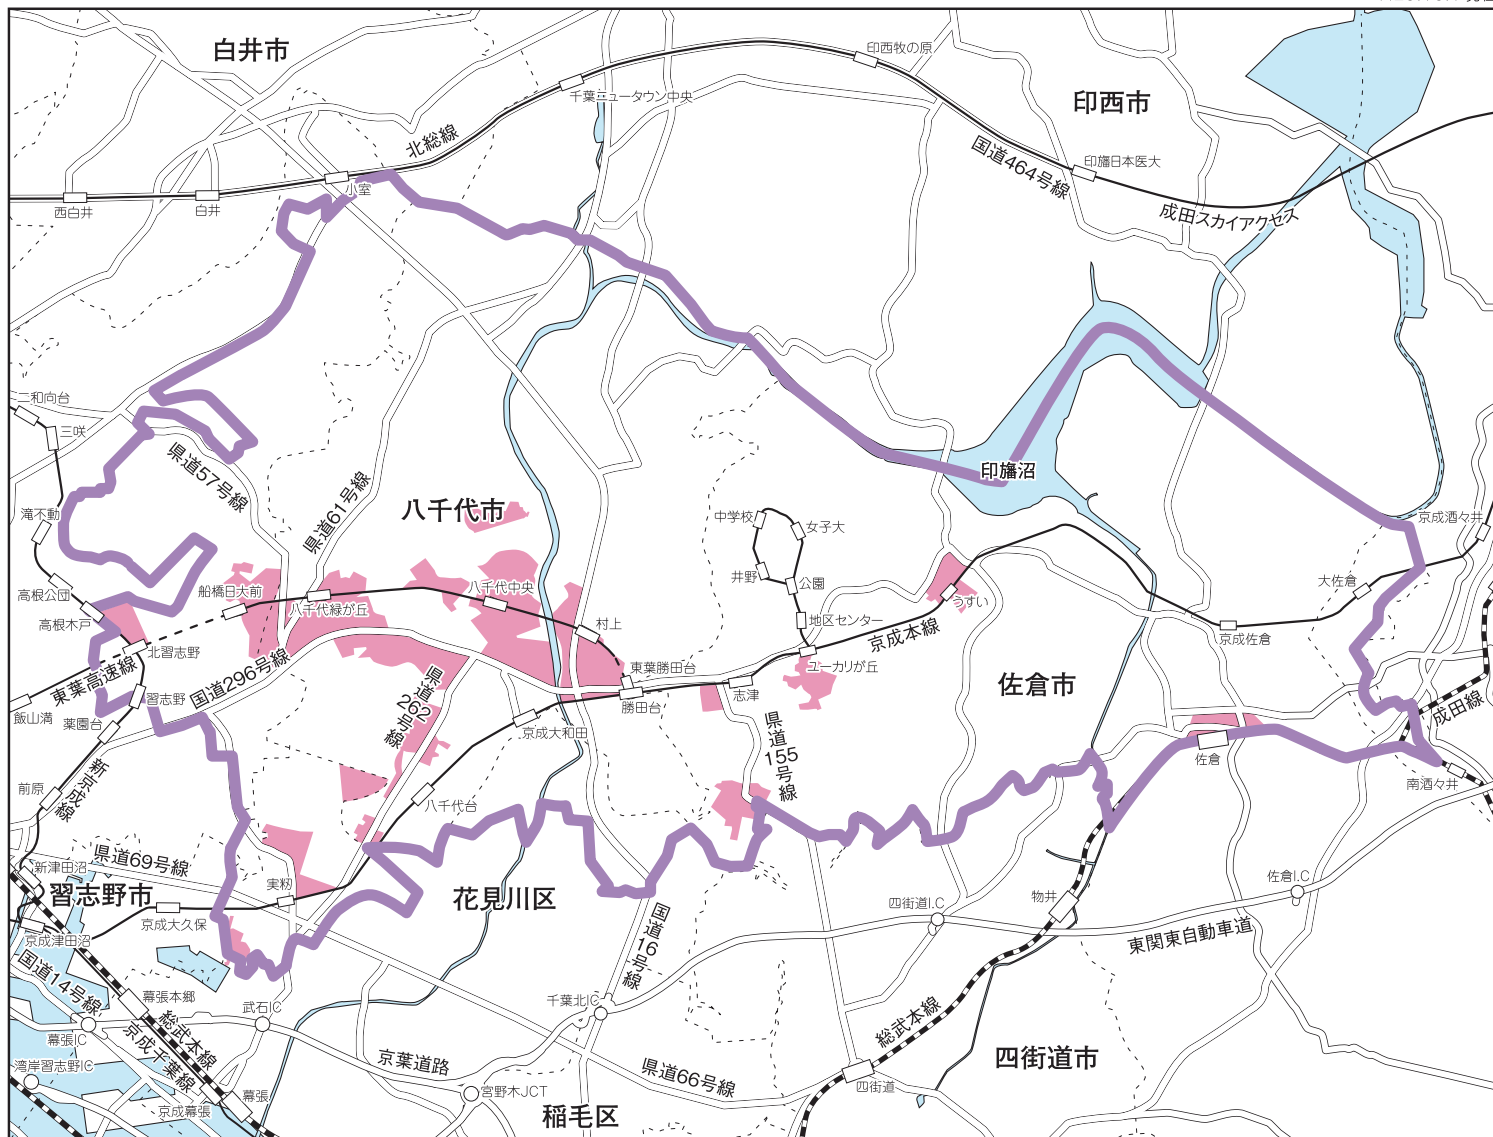 白井市
印西牧の原
印西市
千葉ニュータウン中央
北総線
国道464号線
印旛日本医大
小室
西白井
白井
成田スカイアクセス
二和向台
三咲
県道57号線
印旛沼
県道61号線
八千代市
滝不動
中学校
女子大
京成酒々井
井野
公園
大佐倉
高根公団
船橋日大前
八千代緑が丘
八千代中央
うすい
高根木戸
村上
地区センター
京成本線
京成佐倉
北習志野
東葉高速線
国道296号線
東葉勝田台
ユーカリが丘
習志野
県道262号線
勝田台
志津
佐倉市
飯山満
薬園台
京成大和田
県道155号線
成田線
佐倉
新京成線
前原
八千代台
南酒々井
県道69号線
新津田沼
習志野市
実籾
花見川区
佐倉I.C
物井
四街道I.C
京成大久保
国道16号線
京成津田沼
東関東自動車道
国道14号線
幕張本郷
武石IC
千葉北IC
総武本線
総武本線
幕張IC
京成千葉線
京葉道路
四街道市
湾岸習志野IC
県道66号線
四街道
幕張
宮野木JCT
京成幕張
稲毛区